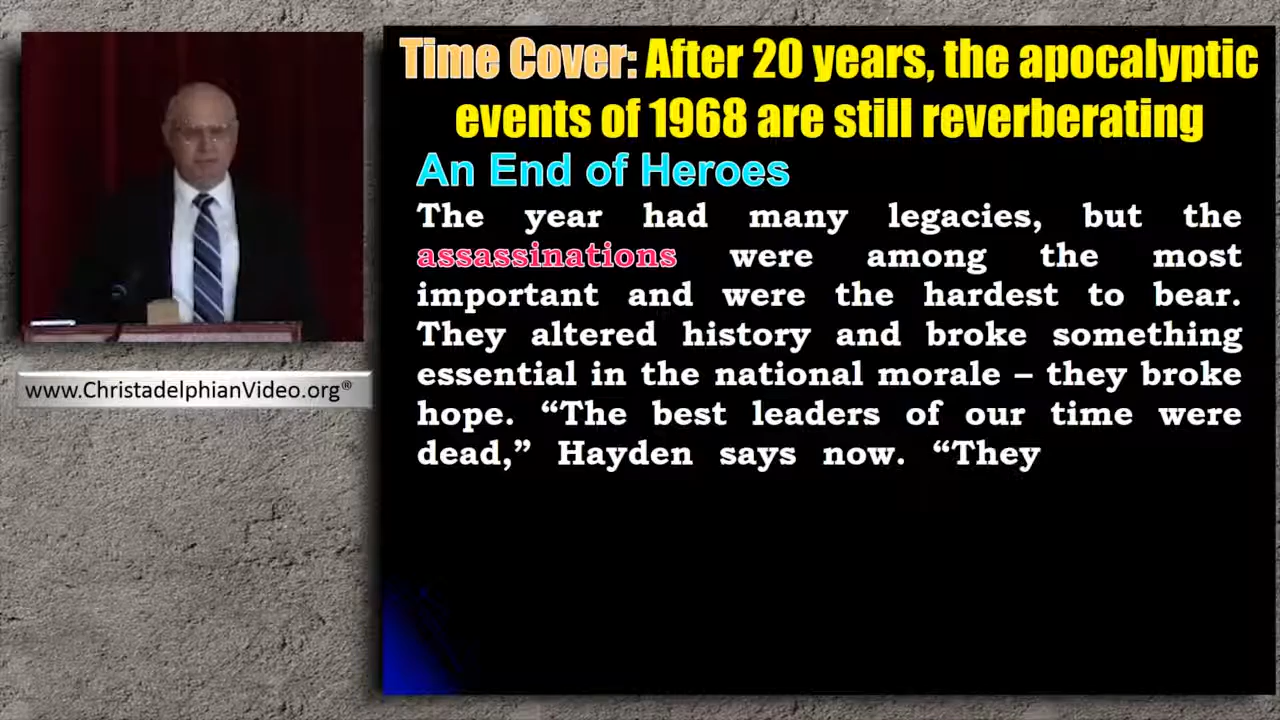 Time Cover: After 20 years, the apocalyptic
events of 1968 are still reverberating
An End of Heroes
The year had many legacies, but the
assassinations were among the most
important and were the hardest to bear.
They altered history and broke something
essential in the national morale – they broke
hope. “The best leaders of our time were
dead,” Hayden says now. “They
www.ChristadelphianVideo.org®